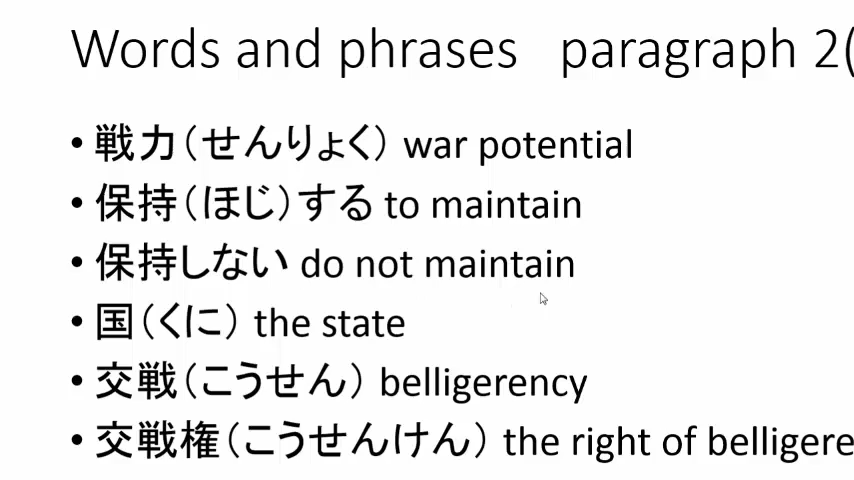 Words and phrases paragraph 2(
• 戦力（せんりょく） war potential
• 保持（ほじ）する to maintain
• 保持しない do not maintain
• 国（くに） the state
• 交戦（こうせん） belligerency
• 交戦権（こうせんけん） the right of belligere